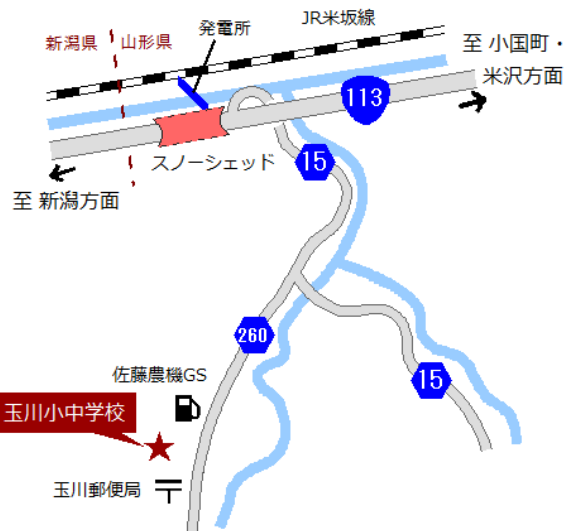 JR米坂線
発電所
新潟県
山形県
至 小国町・
米沢方面
113
スノーシェッド
15
至 新潟方面
260
佐藤農機GS
15
玉川小中学校
玉川郵便局